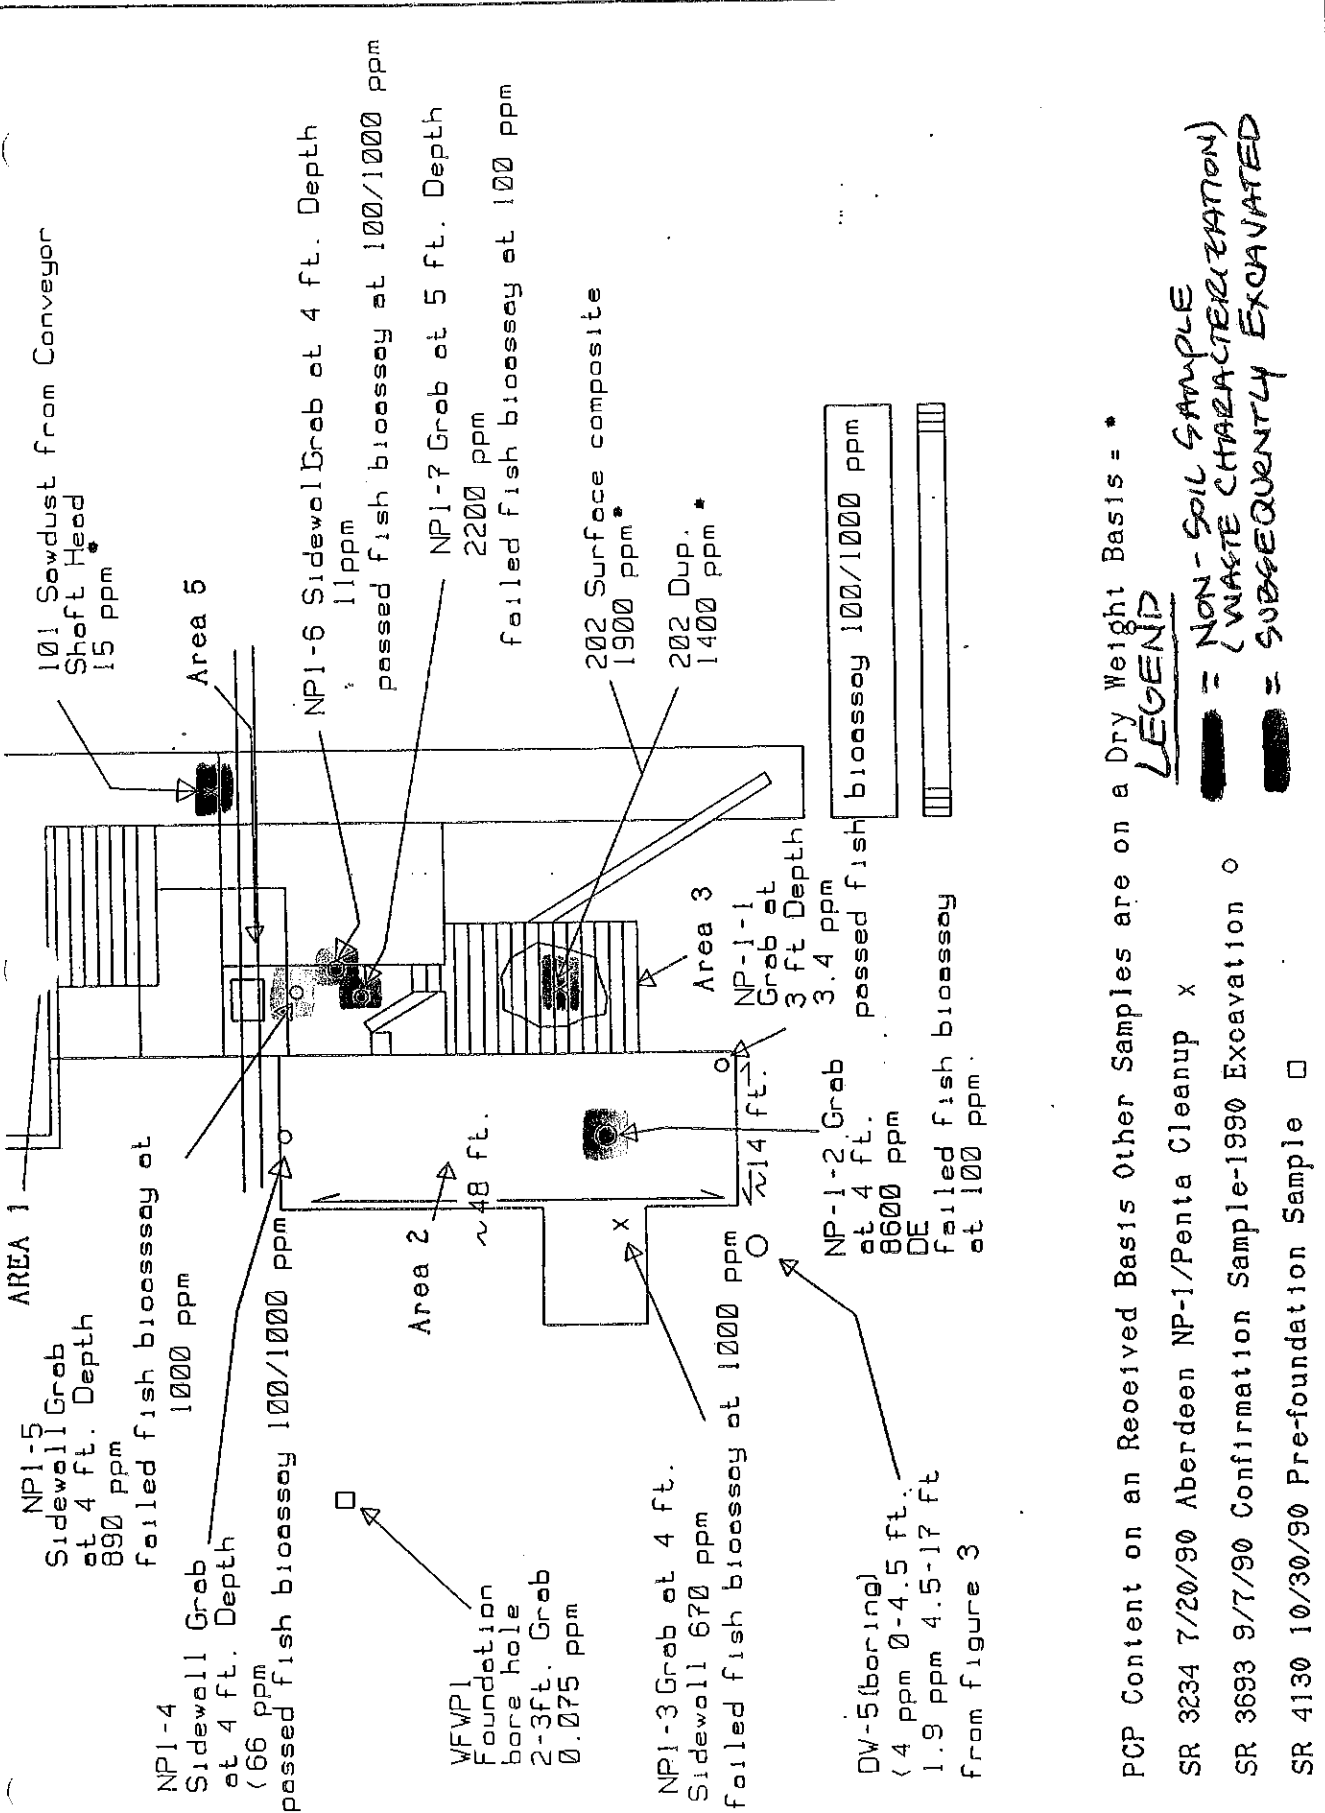 AREA 1
NP1-5
Sidewall Grab
at 4 ft. Depth
890 ppm
failed fish bioasssay at
1000 ppm
NP1-4
Sidewall Grab
at 4 ft. Depth
(66 ppm
passed fish bioassay 100/1000 ppm
WFWP1
Foundation
bore hole
2-3ft. Grab
0.075 ppm
NP1-3 Grab at 4 ft.
Sidewall 670 ppm
failed fish bioassay at 1000 ppm
DW-5(boring)
(4 ppm 0-4.5 ft.
1.9 ppm 4.5-17 ft
from figure 3
Area 2
~48 ft.
~14 ft.
NP-1-2 Grab
at 4 ft.
8600 ppm
DE
failed fish bioassay
at 100 ppm.
NP-1-1
Grab at
3 ft Depth
3.4 ppm
passed fish bioassay 100/1000 ppm
Area 3
101 Sawdust from Conveyor
Shaft Head
15 ppm *
Area 5
NP1-6 Sidewall Grab at 4 ft. Depth
11ppm
passed fish bioassay at 100/1000 ppm
NP1-7 Grab at 5 ft. Depth
2200 ppm
failed fish bioassay at 100 ppm
202 Surface composite
1900 ppm *
202 Dup.
1400 ppm *
PCP Content on an Received Basis Other Samples are on a Dry Weight Basis = *
SR 3234 7/20/90 Aberdeen NP-1/Penta Cleanup x
SR 3693 9/7/90 Confirmation Sample-1990 Excavation o
SR 4130 10/30/90 Pre-foundation Sample □
LEGEND
= NON-SOIL SAMPLE
(WASTE CHARACTERIZATION)
= SUBSEQUENTLY EXCAVATED